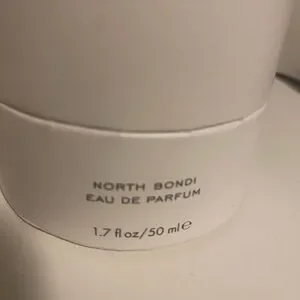 NORTH BONDI
EAU DE PARFUM
1.7 fl oz/50 ml ℮